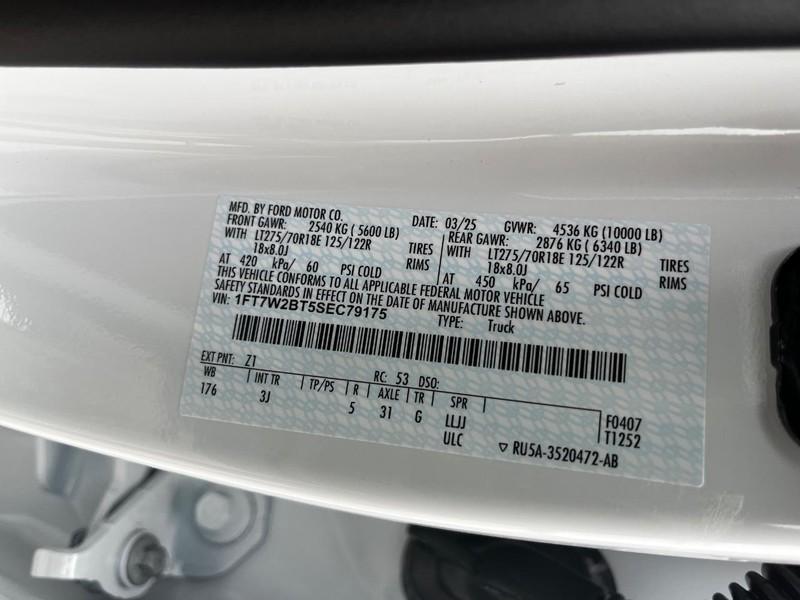 MFD. BY FORD MOTOR CO.
DATE: 03/25 GVWR: 4536 KG (10000 LB)
FRONT GAWR: 2540 KG ( 5600 LB) REAR GAWR: 2876 KG ( 6340 LB)
WITH LT275/70R18E 125/122R TIRES WITH LT275/70R18E 125/122R TIRES
18x8.0J RIMS 18x8.0J RIMS
AT 420 kPa/ 60 PSI COLD AT 450 kPa/ 65 PSI COLD
THIS VEHICLE CONFORMS TO ALL APPLICABLE FEDERAL MOTOR VEHICLE
SAFETY STANDARDS IN EFFECT ON THE DATE OF MANUFACTURE SHOWN ABOVE.
VIN: 1FT7W2BT5SEC79175
TYPE: Truck
EXT PNT: Z1 RC: 53 DSO:
WB INT TR TP/PS R AXLE TR SPR
176 3J 5 31 G LLJJ F0407
ULC T1252
RU5A-3520472-AB